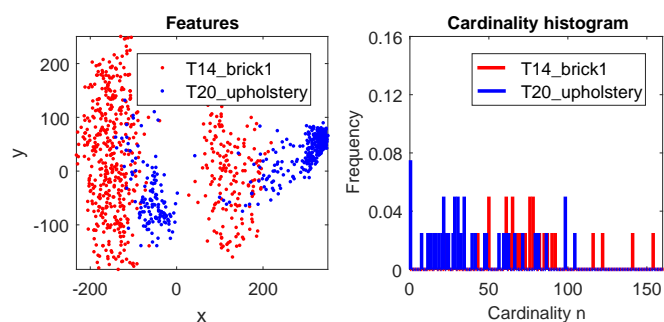 Features
T14_brick1
T20_upholstery
200
100
0
-100
y
-200
0
200
x
Cardinality histogram
T14_brick1
T20_upholstery
0.16
0.12
0.08
0.04
0
Frequency
0
50
100
150
Cardinality n